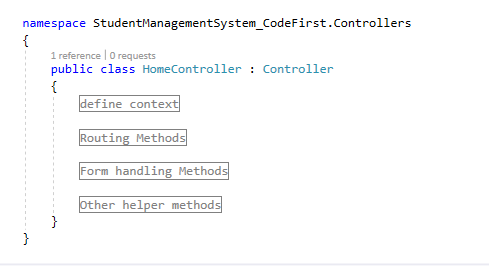 namespace StudentManagementSystem_CodeFirst.Controllers
{
1 reference | 0 requests
public class HomeController : Controller
{
define context
Routing Methods
Form handling Methods
Other helper methods
}
}